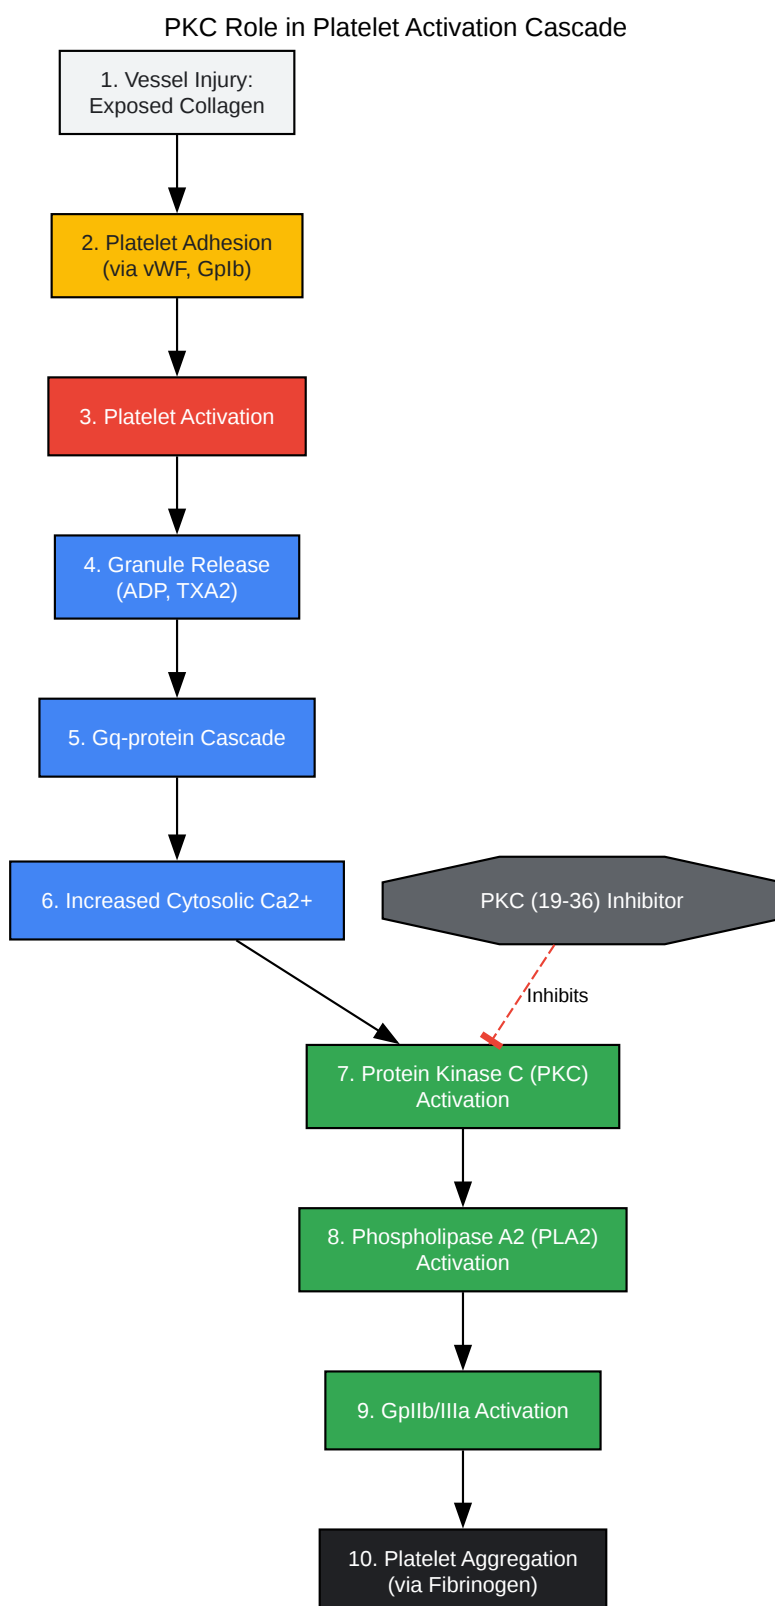 PKC Role in Platelet Activation Cascade
1. Vessel Injury:
Exposed Collagen
2. Platelet Adhesion
(via vWF, GpIb)
3. Platelet Activation
4. Granule Release
(ADP, TXA2)
5. Gq-protein Cascade
6. Increased Cytosolic Ca2+
PKC (19-36) Inhibitor
Inhibits
7. Protein Kinase C (PKC)
Activation
8. Phospholipase A2 (PLA2)
Activation
9. GpIIb/IIIa Activation
10. Platelet Aggregation
(via Fibrinogen)